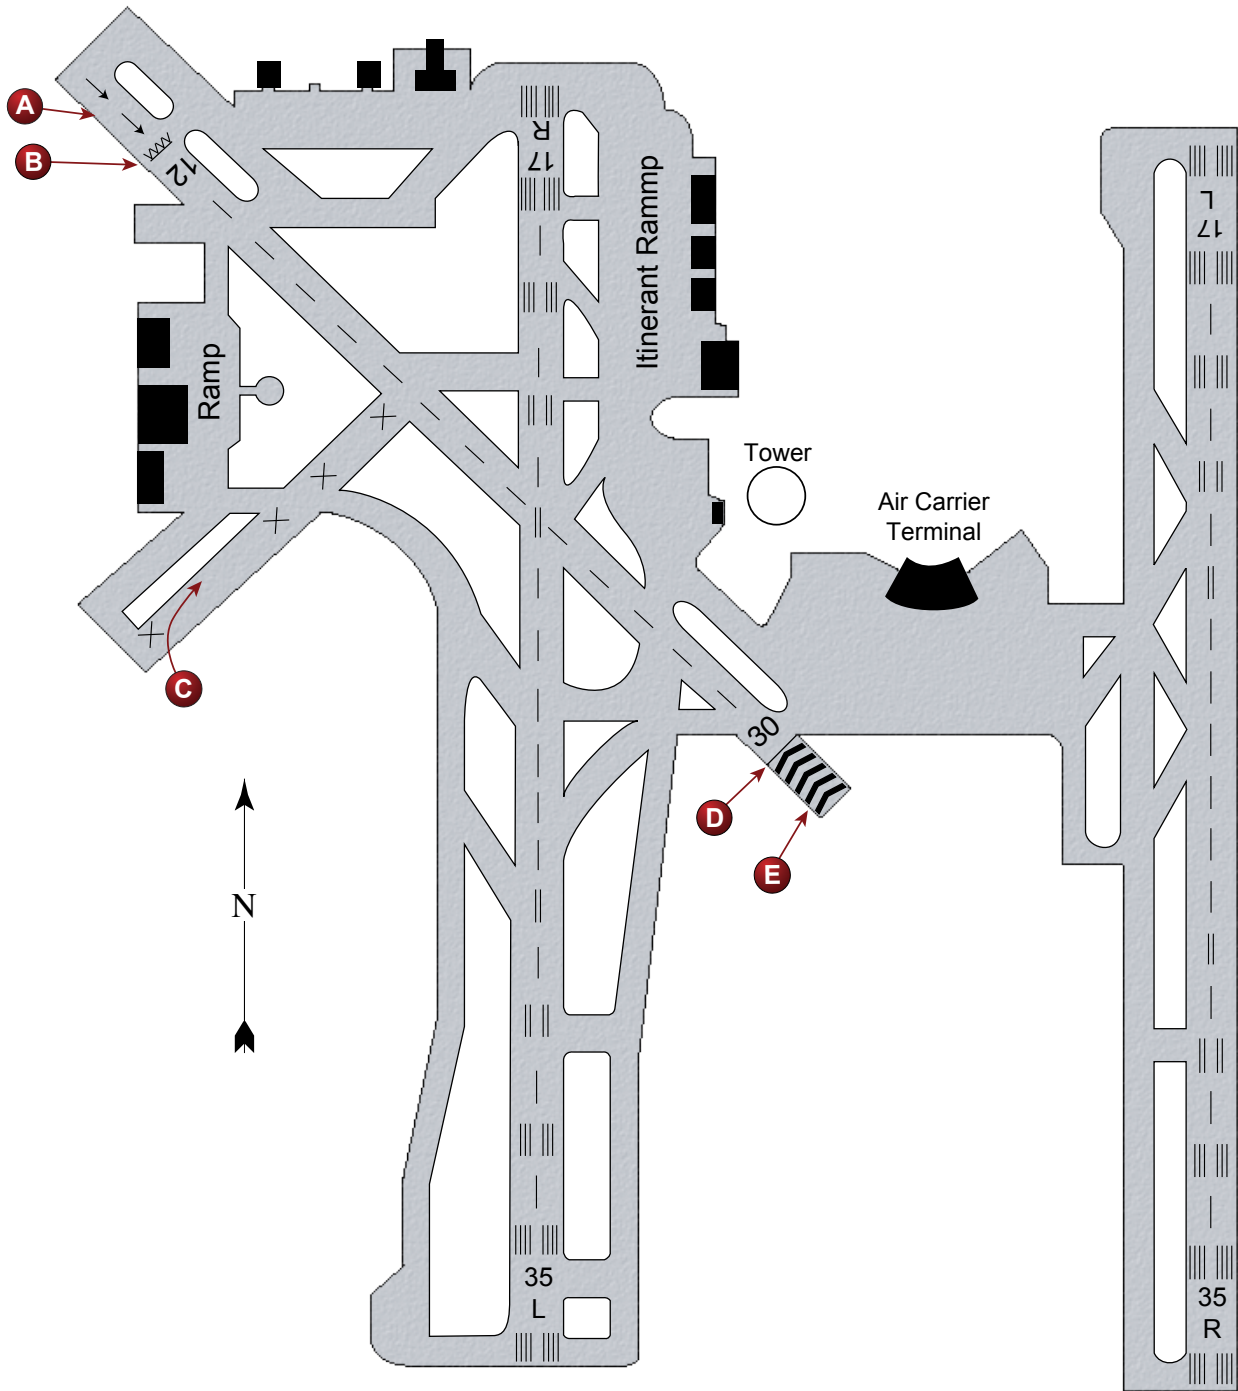 A
B
12
R
17
L
17
Itinerant Rammp
Ramp
Tower
Air Carrier
Terminal
C
30
D
E
N
35
L
35
R